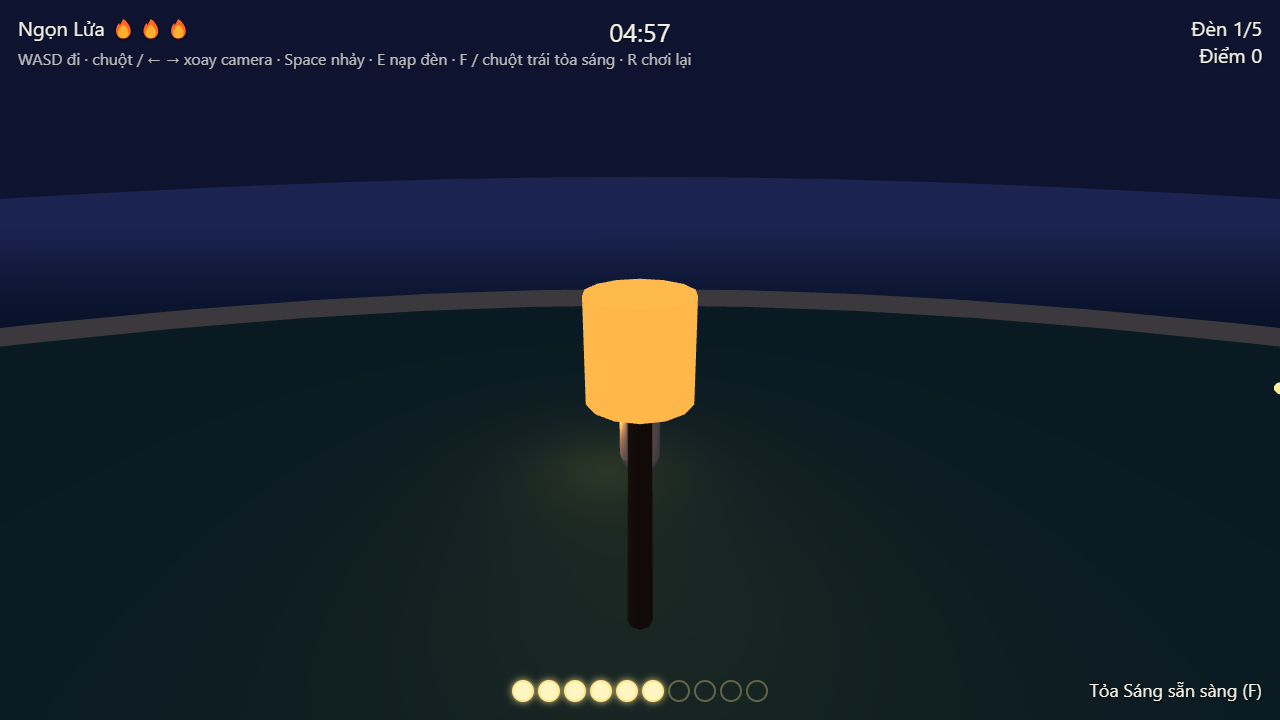 Ngọn Lửa 🔥 🔥 🔥
04:57
Đèn 1/5
WASD đi · chuột / ← → xoay camera · Space nhảy · E nạp đèn · F / chuột trái tỏa sáng · R chơi lại
Điểm 0
Tỏa Sáng sẵn sàng (F)